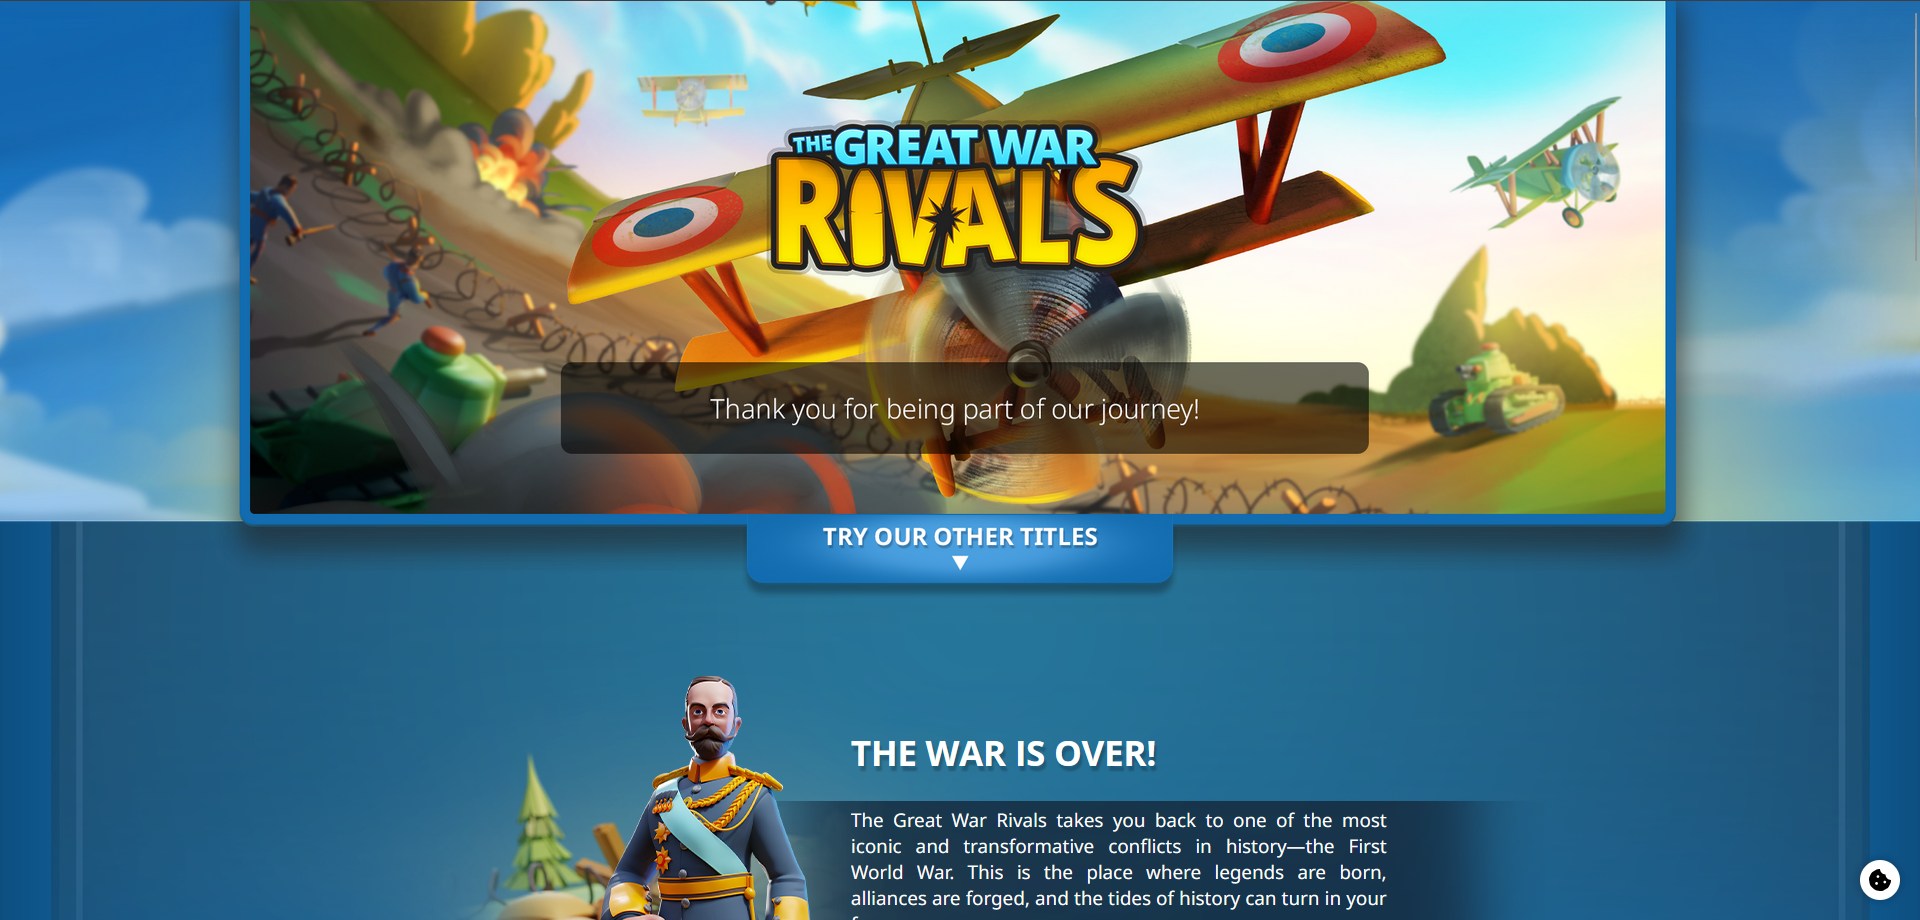 THE GREAT WAR
RIVALS
Thank you for being part of our journey!
TRY OUR OTHER TITLES
THE WAR IS OVER!
The Great War Rivals takes you back to one of the most
iconic and transformative conflicts in history—the First
World War. This is the place where legends are born,
alliances are forged, and the tides of history can turn in your